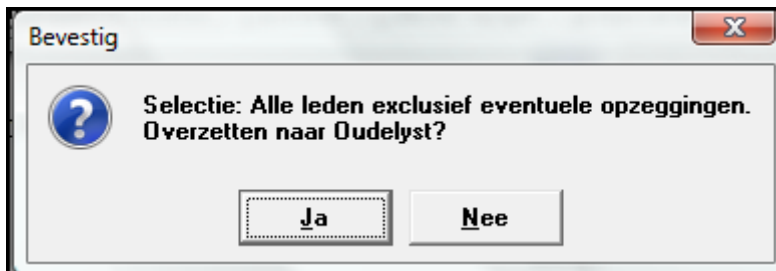 Bevestig
Selectie: Alle leden exclusief eventuele opzeggingen.
Overzetten naar Oudelyst?
Ja
Nee